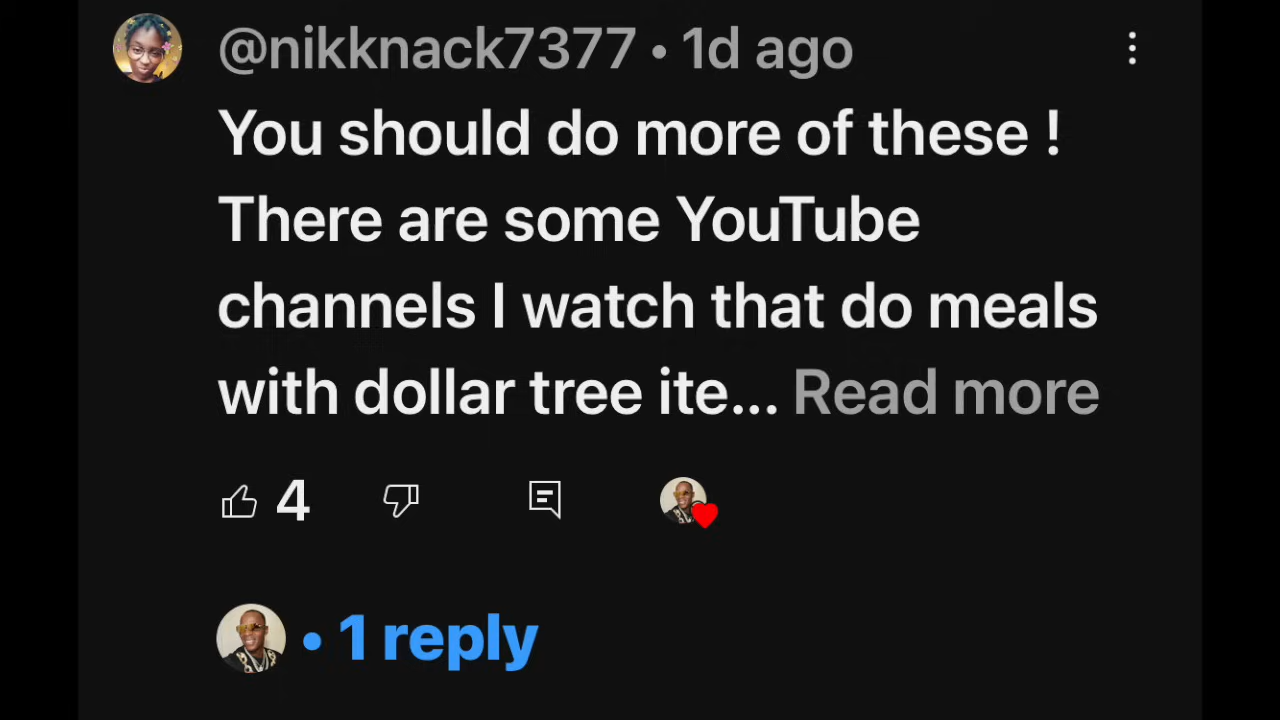 @nikknack7377 • 1d ago
You should do more of these !
There are some YouTube
channels I watch that do meals
with dollar tree ite... Read more
4
• 1 reply